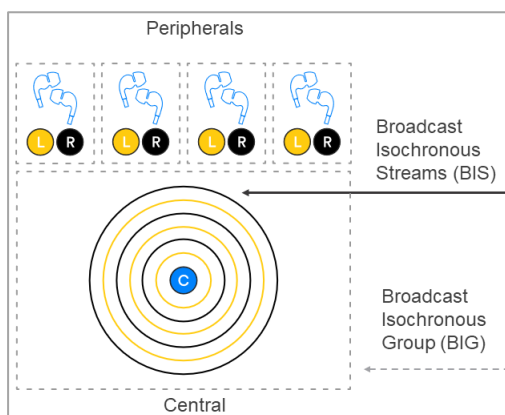 Peripherals
L R L R L R L R
Broadcast
Isochronous
Streams (BIS)
C
Broadcast
Isochronous
Group (BIG)
Central